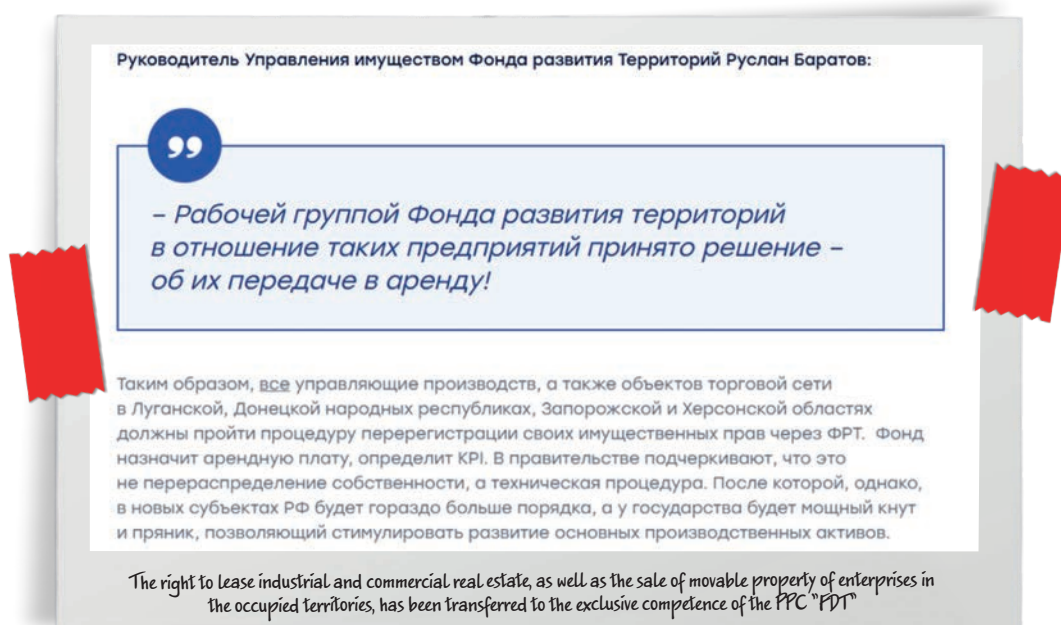 Руководитель Управления имуществом Фонда развития Территорий Руслан Баратов:
– Рабочей группой Фонда развития территорий
в отношение таких предприятий принято решение –
об их передаче в аренду!
Таким образом, все управляющие производств, а также объектов торговой сети
в Луганской, Донецкой народных республиках, Запорожской и Херсонской областях
должны пройти процедуру перерегистрации своих имущественных прав через ФРТ. Фонд
назначит арендную плату, определит KPI. В правительстве подчеркивают, что это
не перераспределение собственности, а техническая процедура. После которой, однако,
в новых субъектах РФ будет гораздо больше порядка, а у государства будет мощный кнут
и пряник, позволяющий стимулировать развитие основных производственных активов.
The right to lease industrial and commercial real estate, as well as the sale of movable property of enterprises in
the occupied territories, has been transferred to the exclusive competence of the PPC "FDT"